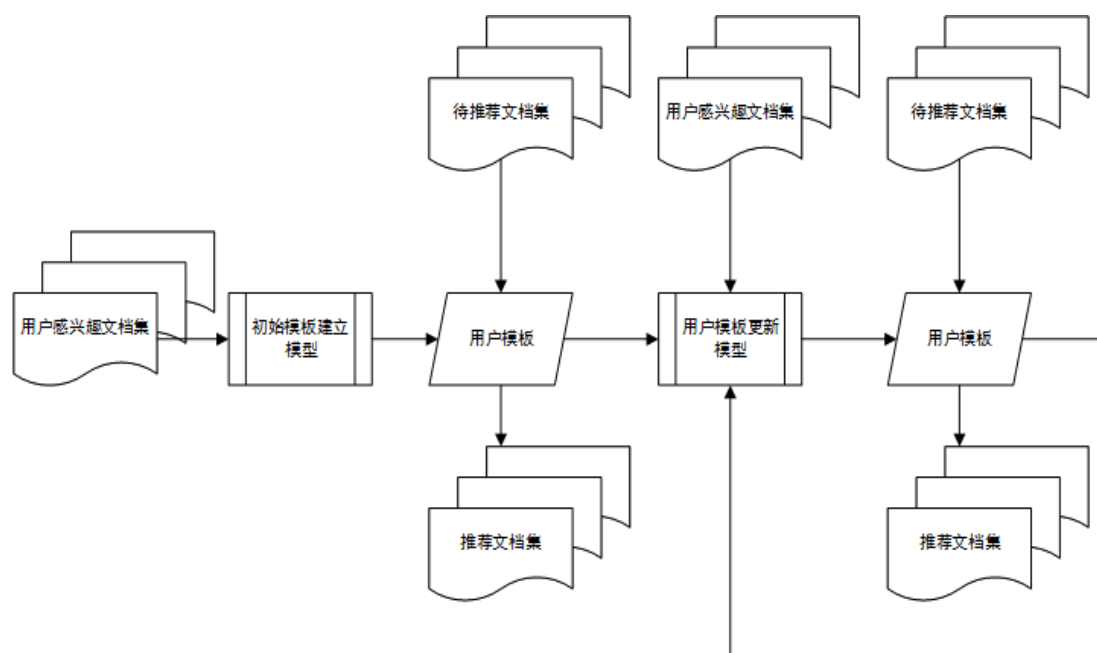 待推荐文档集
用户感兴趣文档集
待推荐文档集
用户感兴趣文档集
初始模板建立
模型
用户模板
用户模板更新
模型
用户模板
推荐文档集
推荐文档集